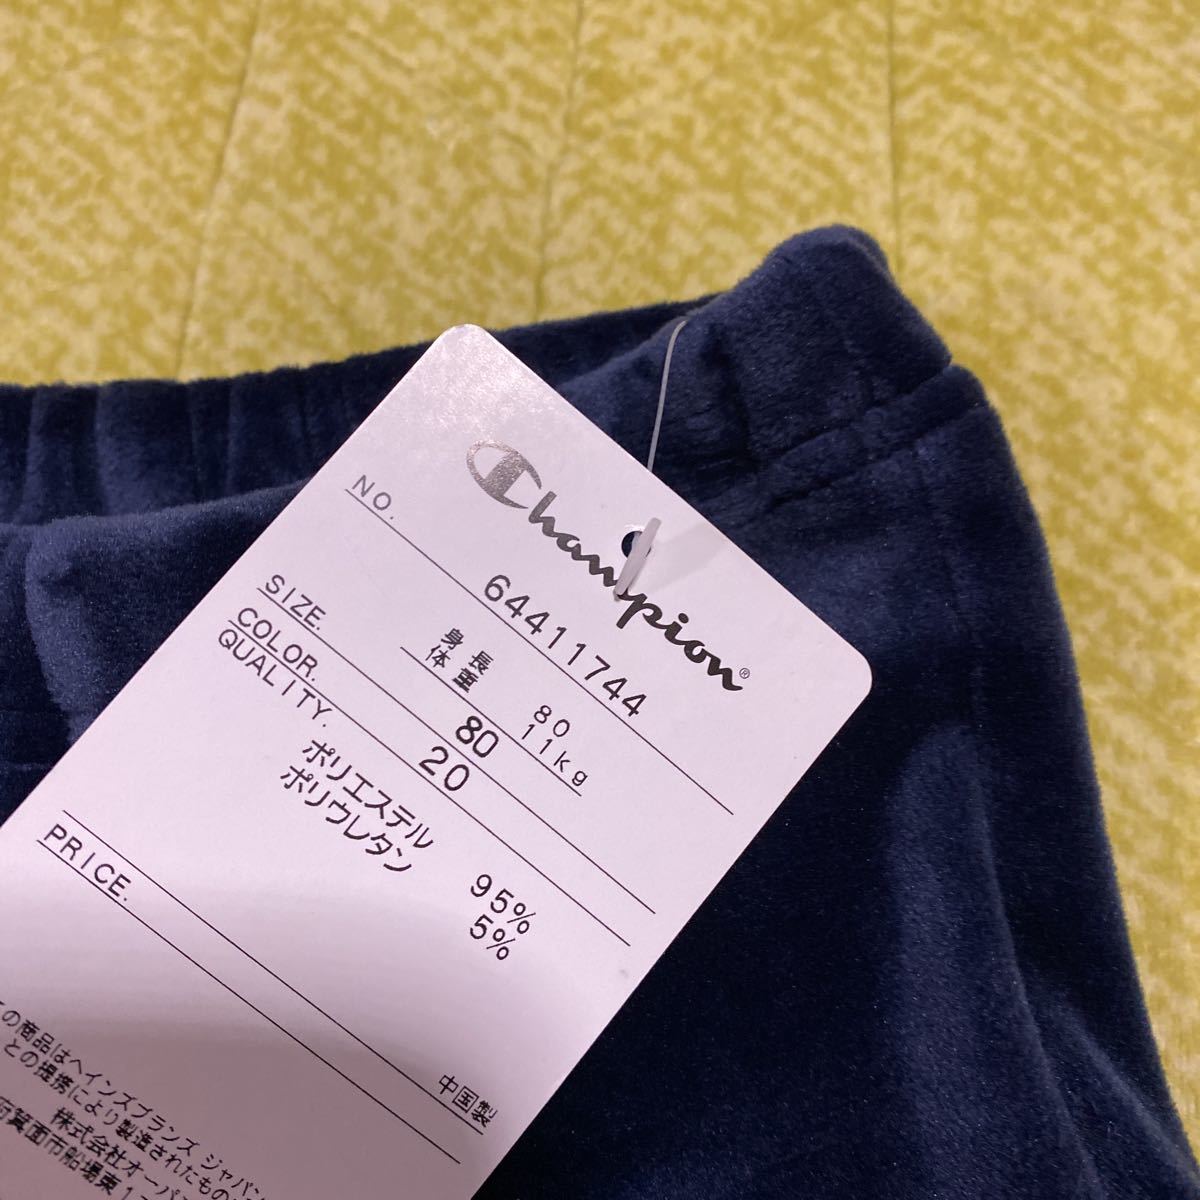 Champion®
NO. 64411744
SIZE. 身長 80
体重 11kg
80
COLOR. 20
QUALITY.
ポリエステル 95%
ポリウレタン 5%
PRICE.
中国製
の商品はヘインズブランズ ジャパン
との提携により製造されたもの
株式会社オーパ
府箕面市船場東1-